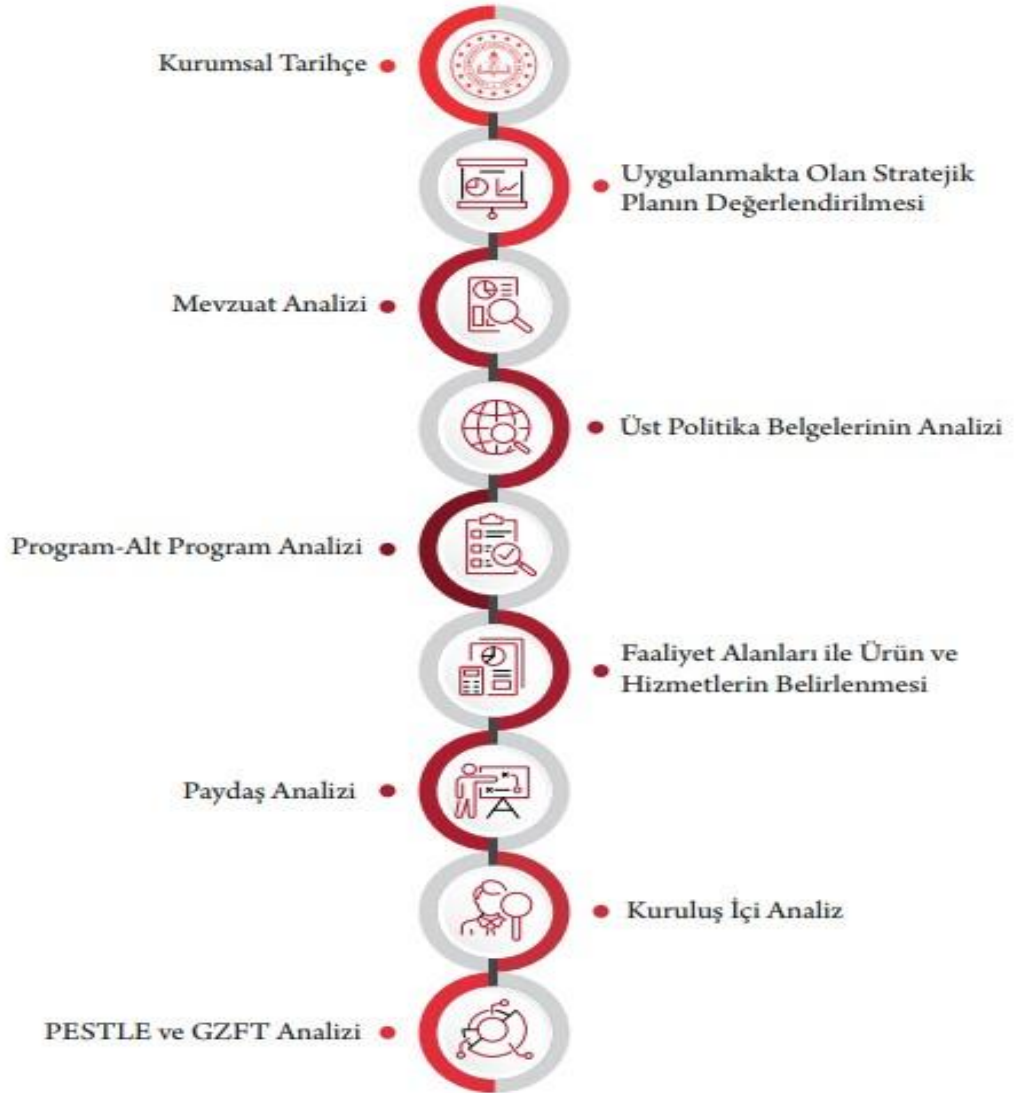 Kurumsal Tarihçe
Uygulanmakta Olan Stratejik
Planın Değerlendirilmesi
Mevzuat Analizi
Üst Politika Belgelerinin Analizi
Program-Alt Program Analizi
Faaliyet Alanları ile Ürün ve
Hizmetlerin Belirlenmesi
Paydaş Analizi
Kuruluş İçi Analiz
PESTLE ve GZFT Analizi